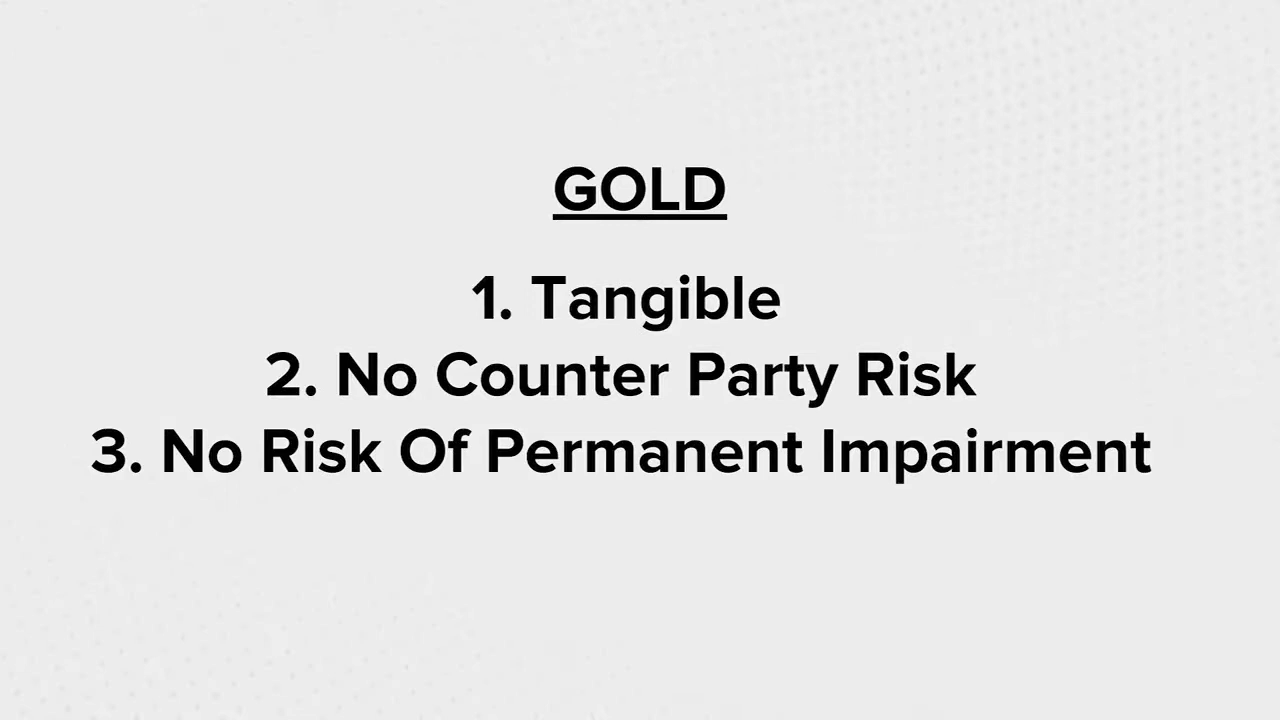 GOLD
1. Tangible
2. No Counter Party Risk
3. No Risk Of Permanent Impairment